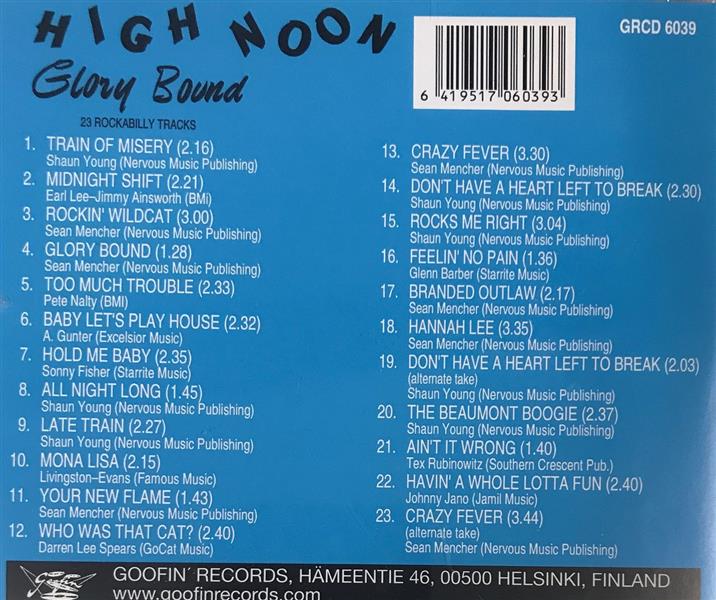 HIGH NOON
GRCD 6039
Glory Bound
6 419517 060393
23 ROCKABILLY TRACKS
1. TRAIN OF MISERY (2.16)
Shaun Young (Nervous Music Publishing)
2. MIDNIGHT SHIFT (2.21)
Earl Lee-Jimmy Ainsworth (BMi)
3. ROCKIN' WILDCAT (3.00)
Sean Mencher (Nervous Music Publishing)
4. GLORY BOUND (1.28)
Sean Mencher (Nervous Music Publishing)
5. TOO MUCH TROUBLE (2.33)
Pete Nalty (BMI)
6. BABY LET'S PLAY HOUSE (2.32)
A. Gunter (Excelsior Music)
7. HOLD ME BABY (2.35)
Sonny Fisher (Starrite Music)
8. ALL NIGHT LONG (1.45)
Shaun Young (Nervous Music Publishing)
9. LATE TRAIN (2.27)
Shaun Young (Nervous Music Publishing)
10. MONA LISA (2.15)
Livingston-Evans (Famous Music)
11. YOUR NEW FLAME (1.43)
Sean Mencher (Nervous Music Publishing)
12. WHO WAS THAT CAT? (2.40)
Darren Lee Spears (GoCat Music)
13. CRAZY FEVER (3.30)
Sean Mencher (Nervous Music Publishing)
14. DON'T HAVE A HEART LEFT TO BREAK (2.30)
Shaun Young (Nervous Music Publishing)
15. ROCKS ME RIGHT (3.04)
Shaun Young (Nervous Music Publishing)
16. FEELIN' NO PAIN (1.36)
Glenn Barber (Starrite Music)
17. BRANDED OUTLAW (2.17)
Sean Mencher (Nervous Music Publishing)
18. HANNAH LEE (3.35)
Sean Mencher (Nervous Music Publishing)
19. DON'T HAVE A HEART LEFT TO BREAK (2.03)
(alternate take)
Shaun Young (Nervous Music Publishing)
20. THE BEAUMONT BOOGIE (2.37)
Shaun Young (Nervous Music Publishing)
21. AIN'T IT WRONG (1.40)
Tex Rubinowitz (Southern Crescent Pub.)
22. HAVIN' A WHOLE LOTTA FUN (2.40)
Johnny Jano (Jamil Music)
23. CRAZY FEVER (3.44)
(alternate take)
Sean Mencher (Nervous Music Publishing)
Goofin'
GOOFIN' RECORDS, HÄMEENTIE 46, 00500 HELSINKI, FINLAND
www.goofinrecords.com